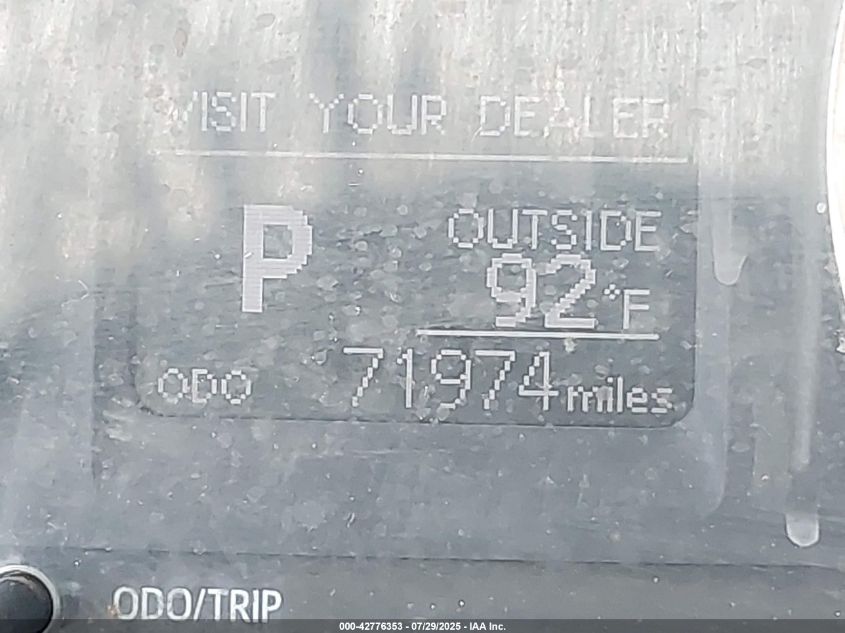 VISIT YOUR DEALER
P
OUTSIDE
92°F
ODO 71974 miles
ODO/TRIP
000-42776353 - 07/29/2025 - IAA Inc.